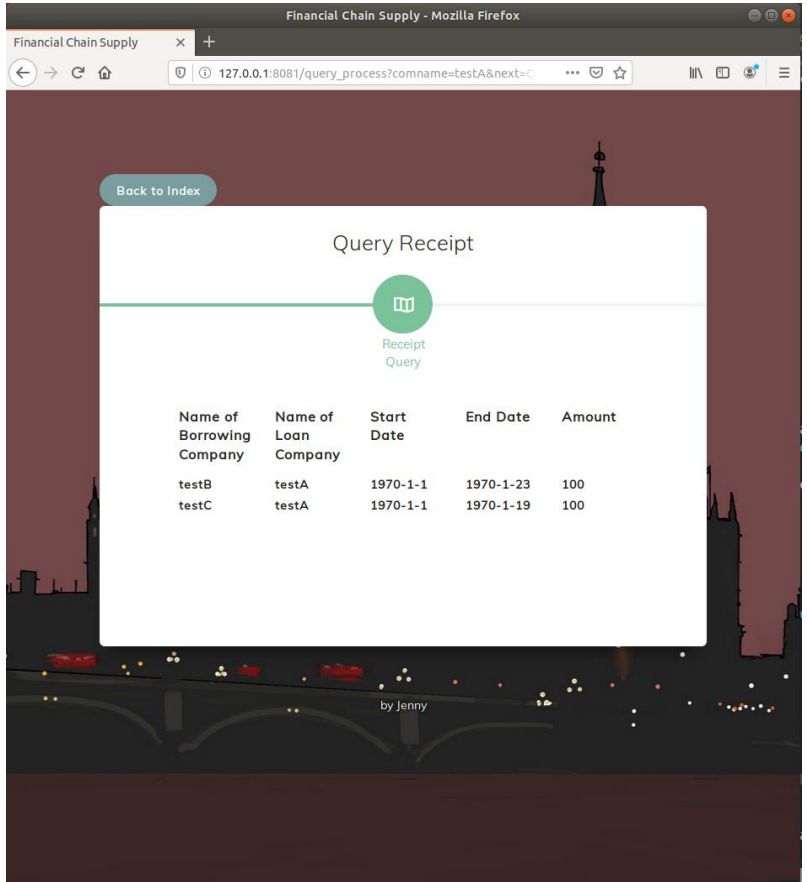 Financial Chain Supply - Mozilla Firefox
Financial Chain Supply
127.0.0.1:8081/query_process?comname=testA&next=Q
Back to Index
Query Receipt
Receipt
Query
Name of Borrowing Company Name of Loan Company Start Date End Date Amount
testB testA 1970-1-1 1970-1-23 100
testC testA 1970-1-1 1970-1-19 100
by Jenny